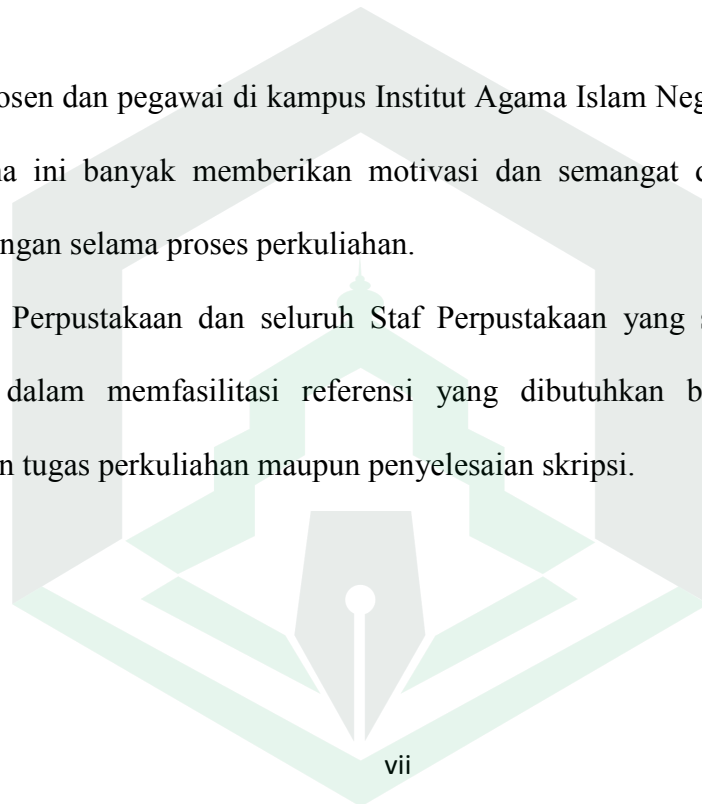 osen dan pegawai di kampus Institut Agama Islam Neg
a ini banyak memberikan motivasi dan semangat
ngan selama proses perkuliahan.
Perpustakaan dan seluruh Staf Perpustakaan yang s
dalam memfasilitasi referensi yang dibutuhkan b
n tugas perkuliahan maupun penyelesaian skripsi.
vii